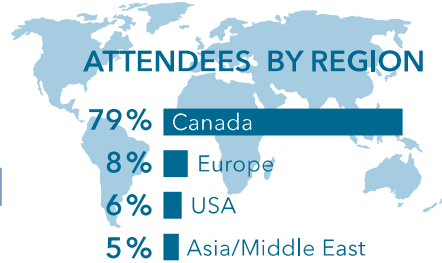 ATTENDEES BY REGION
79% Canada
8% Europe
6% USA
5% Asia/Middle East